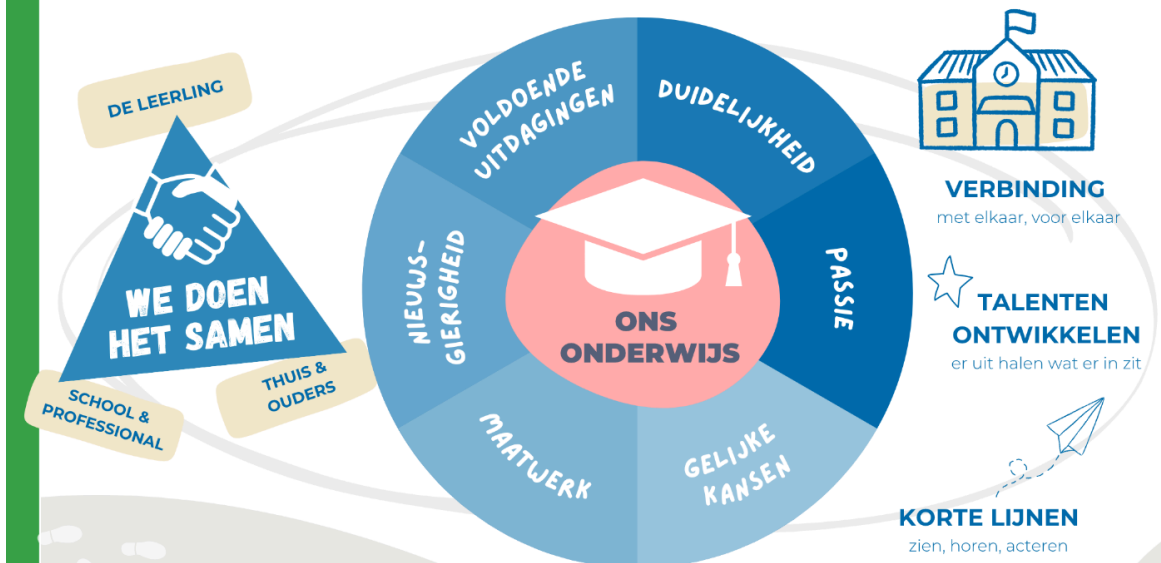 DE LEERLING
WE DOEN
HET SAMEN
SCHOOL &
PROFESSIONAL
THUIS &
OUDERS
VOLDOENDE
UITDAGINGEN
DUIDELIJKHEID
PASSIE
GELIJKE
KANSEN
MAATWERK
NIEUWS-
GIERIGHEID
ONS
ONDERWIJS
VERBINDING
met elkaar, voor elkaar
TALENTEN
ONTWIKKELEN
er uit halen wat er in zit
KORTE LIJNEN
zien, horen, acteren